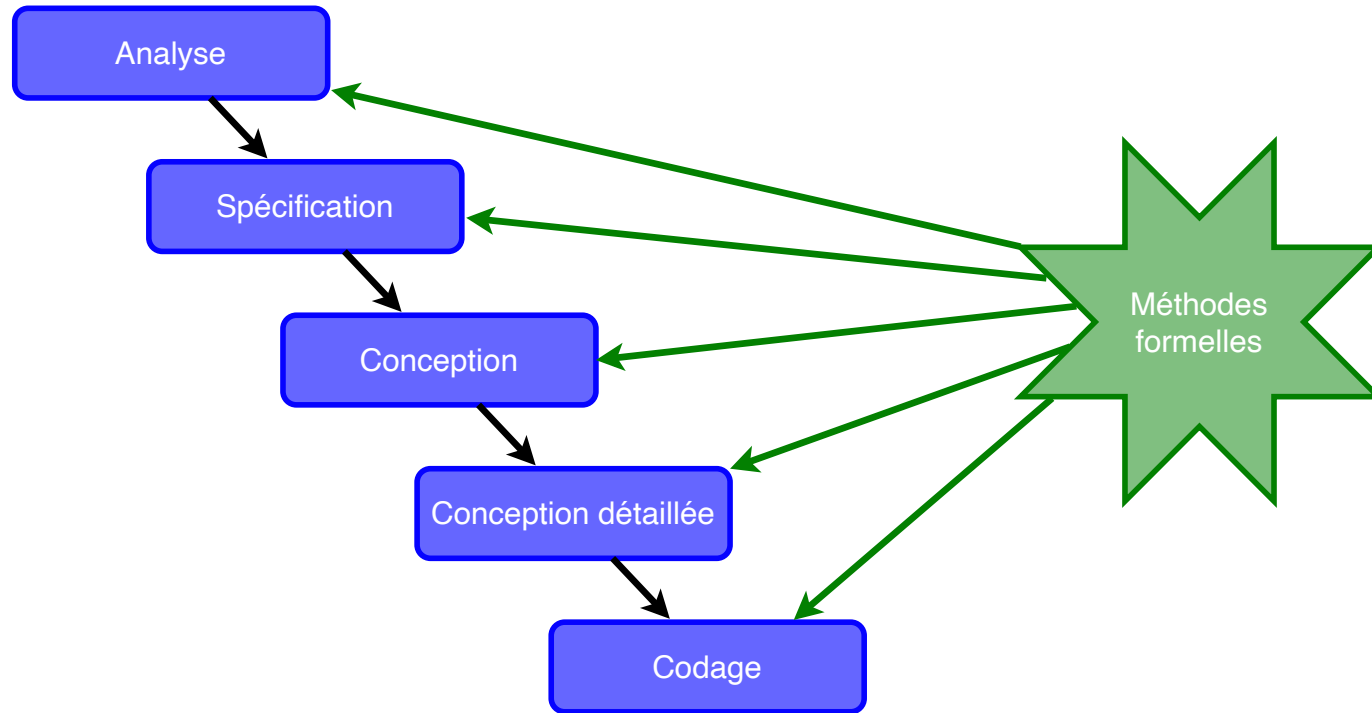 Analyse
Spécification
Conception
Conception détaillée
Codage
Méthodes
formelles